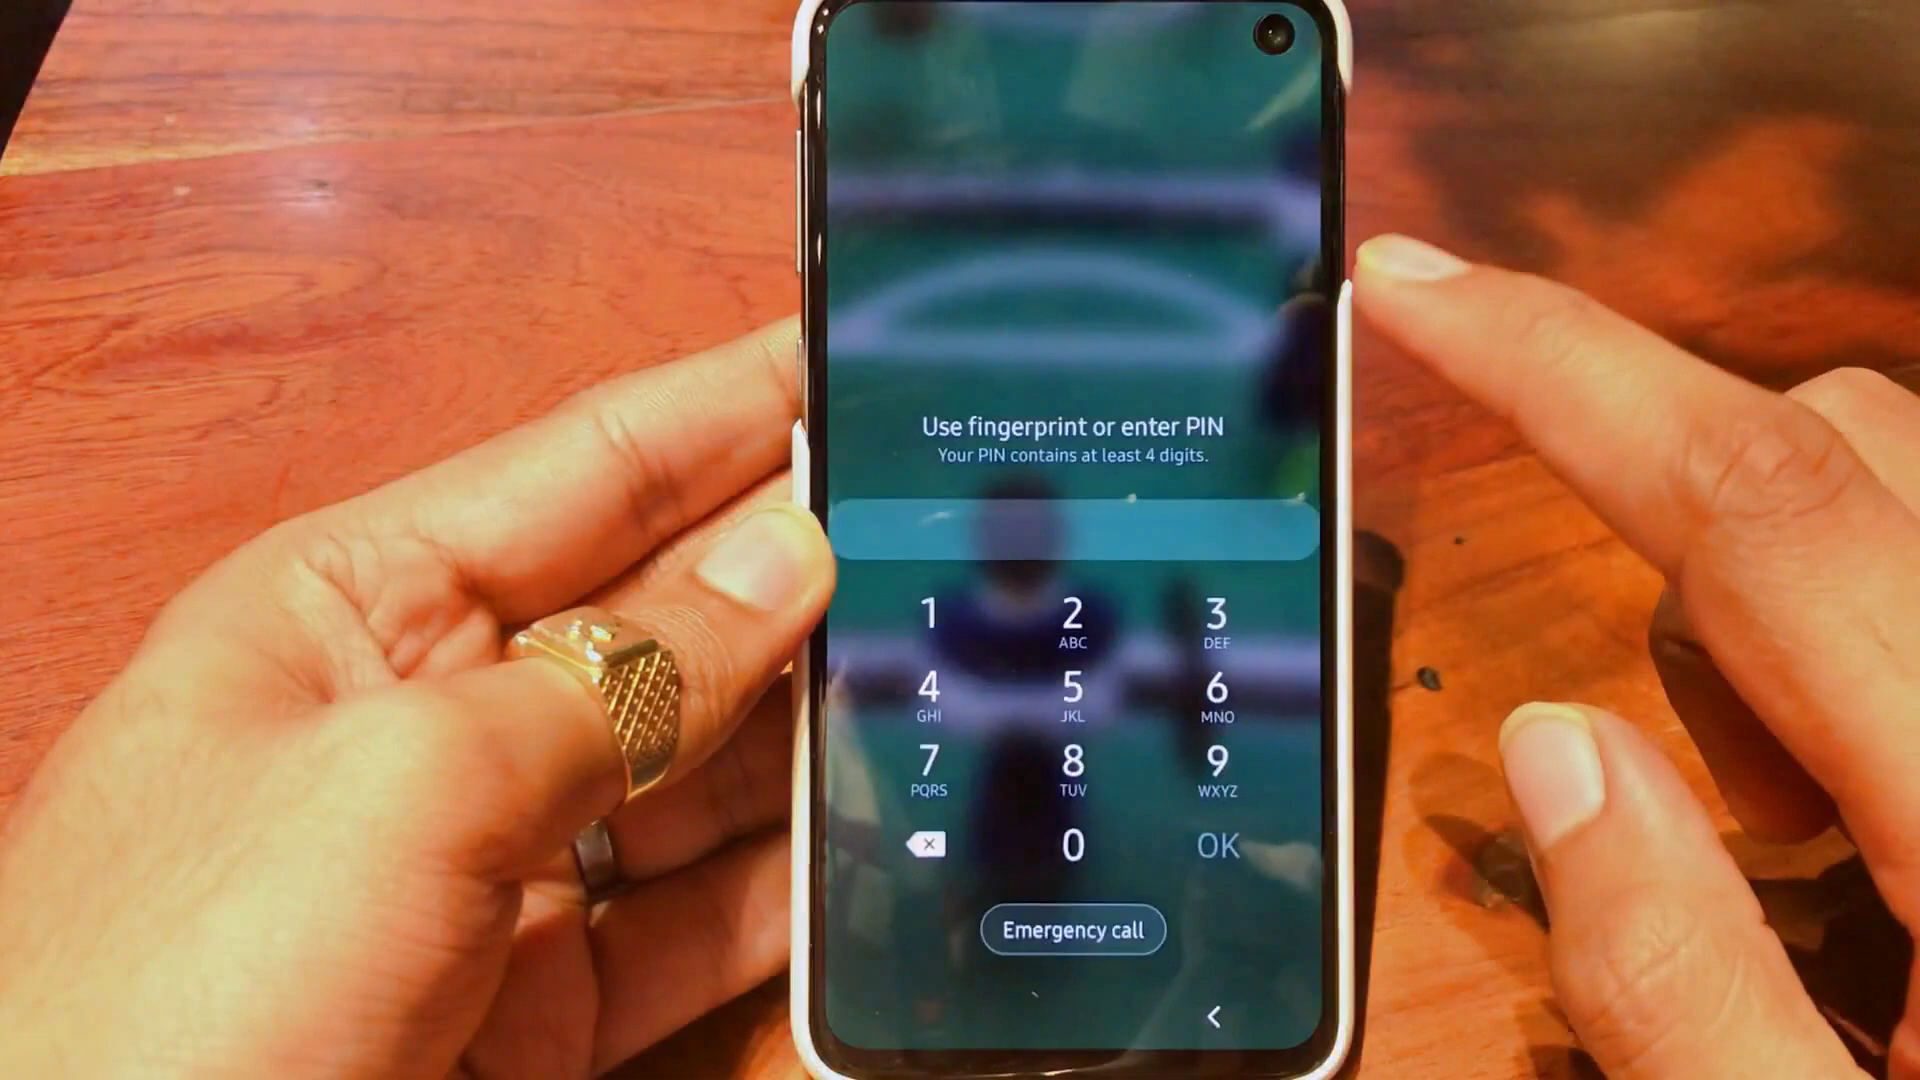 Use fingerprint or enter PIN
Your PIN contains at least 4 digits.
1 2 3
ABC DEF
4 5 6
GHI JKL MNO
7 8 9
PQRS TUV WXYZ
0 OK
Emergency call